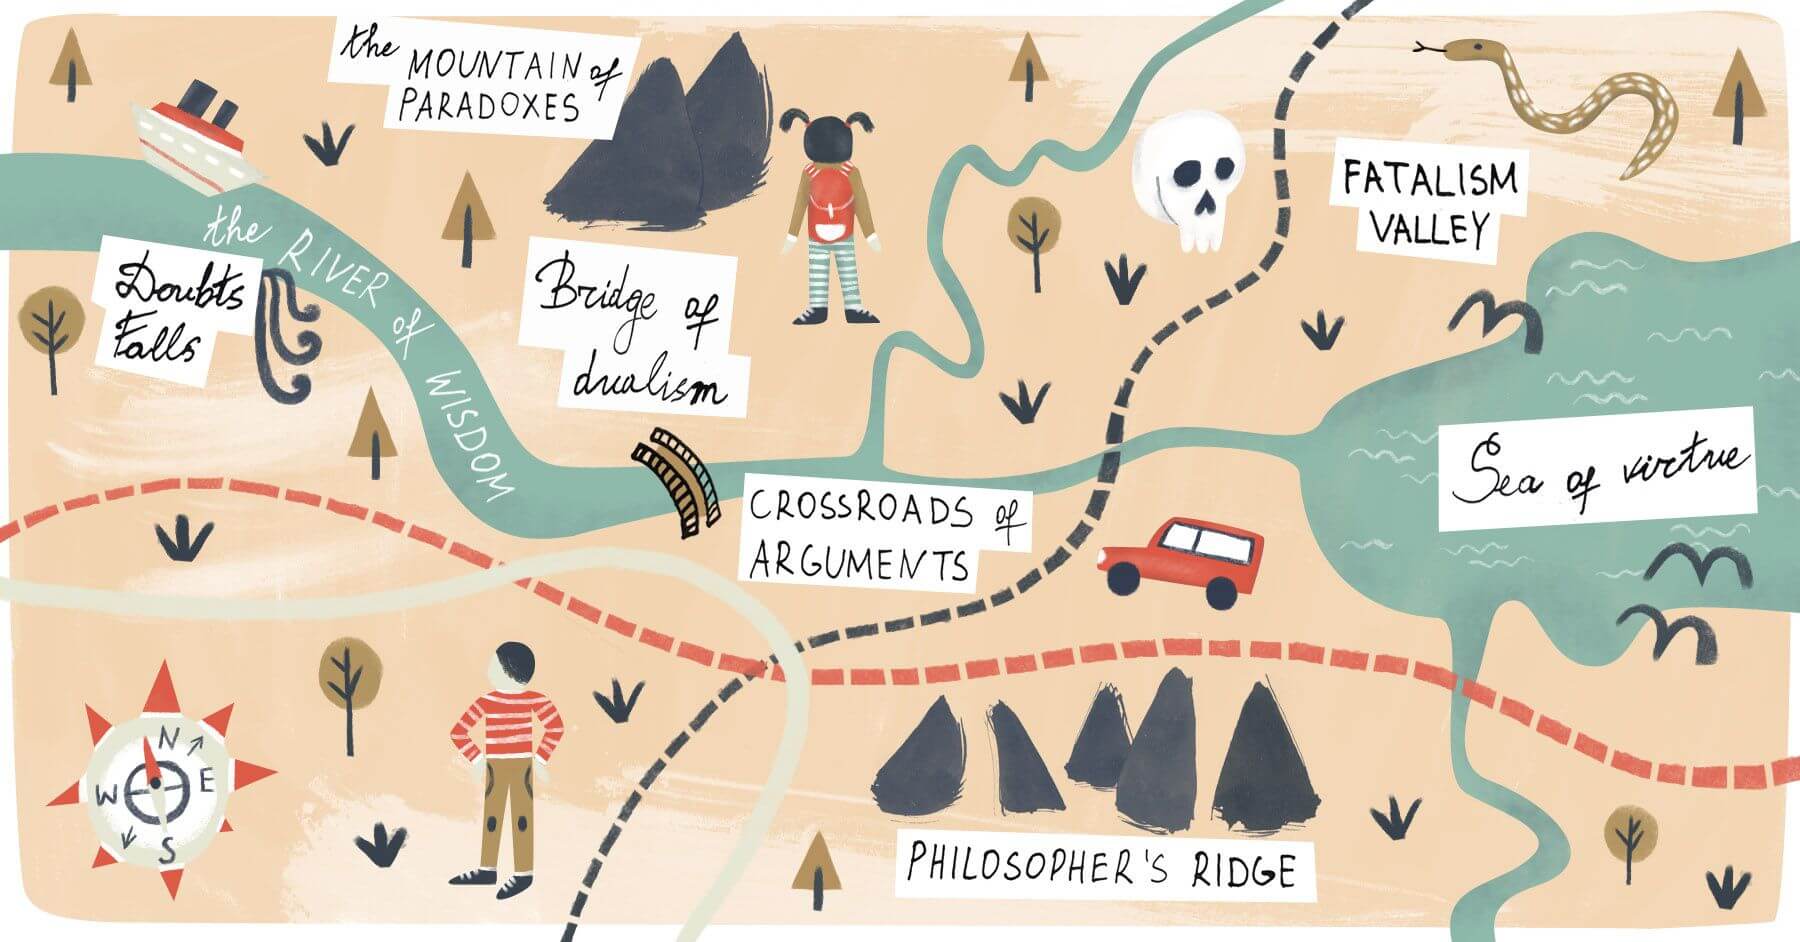 the MOUNTAIN of
PARADOXES
the RIVER of WISDOM
Doubts
Falls
Bridge of
dualism
FATALISM
VALLEY
Sea of virtue
CROSSROADS of
ARGUMENTS
PHILOSOPHER'S RIDGE
N
W
E
S